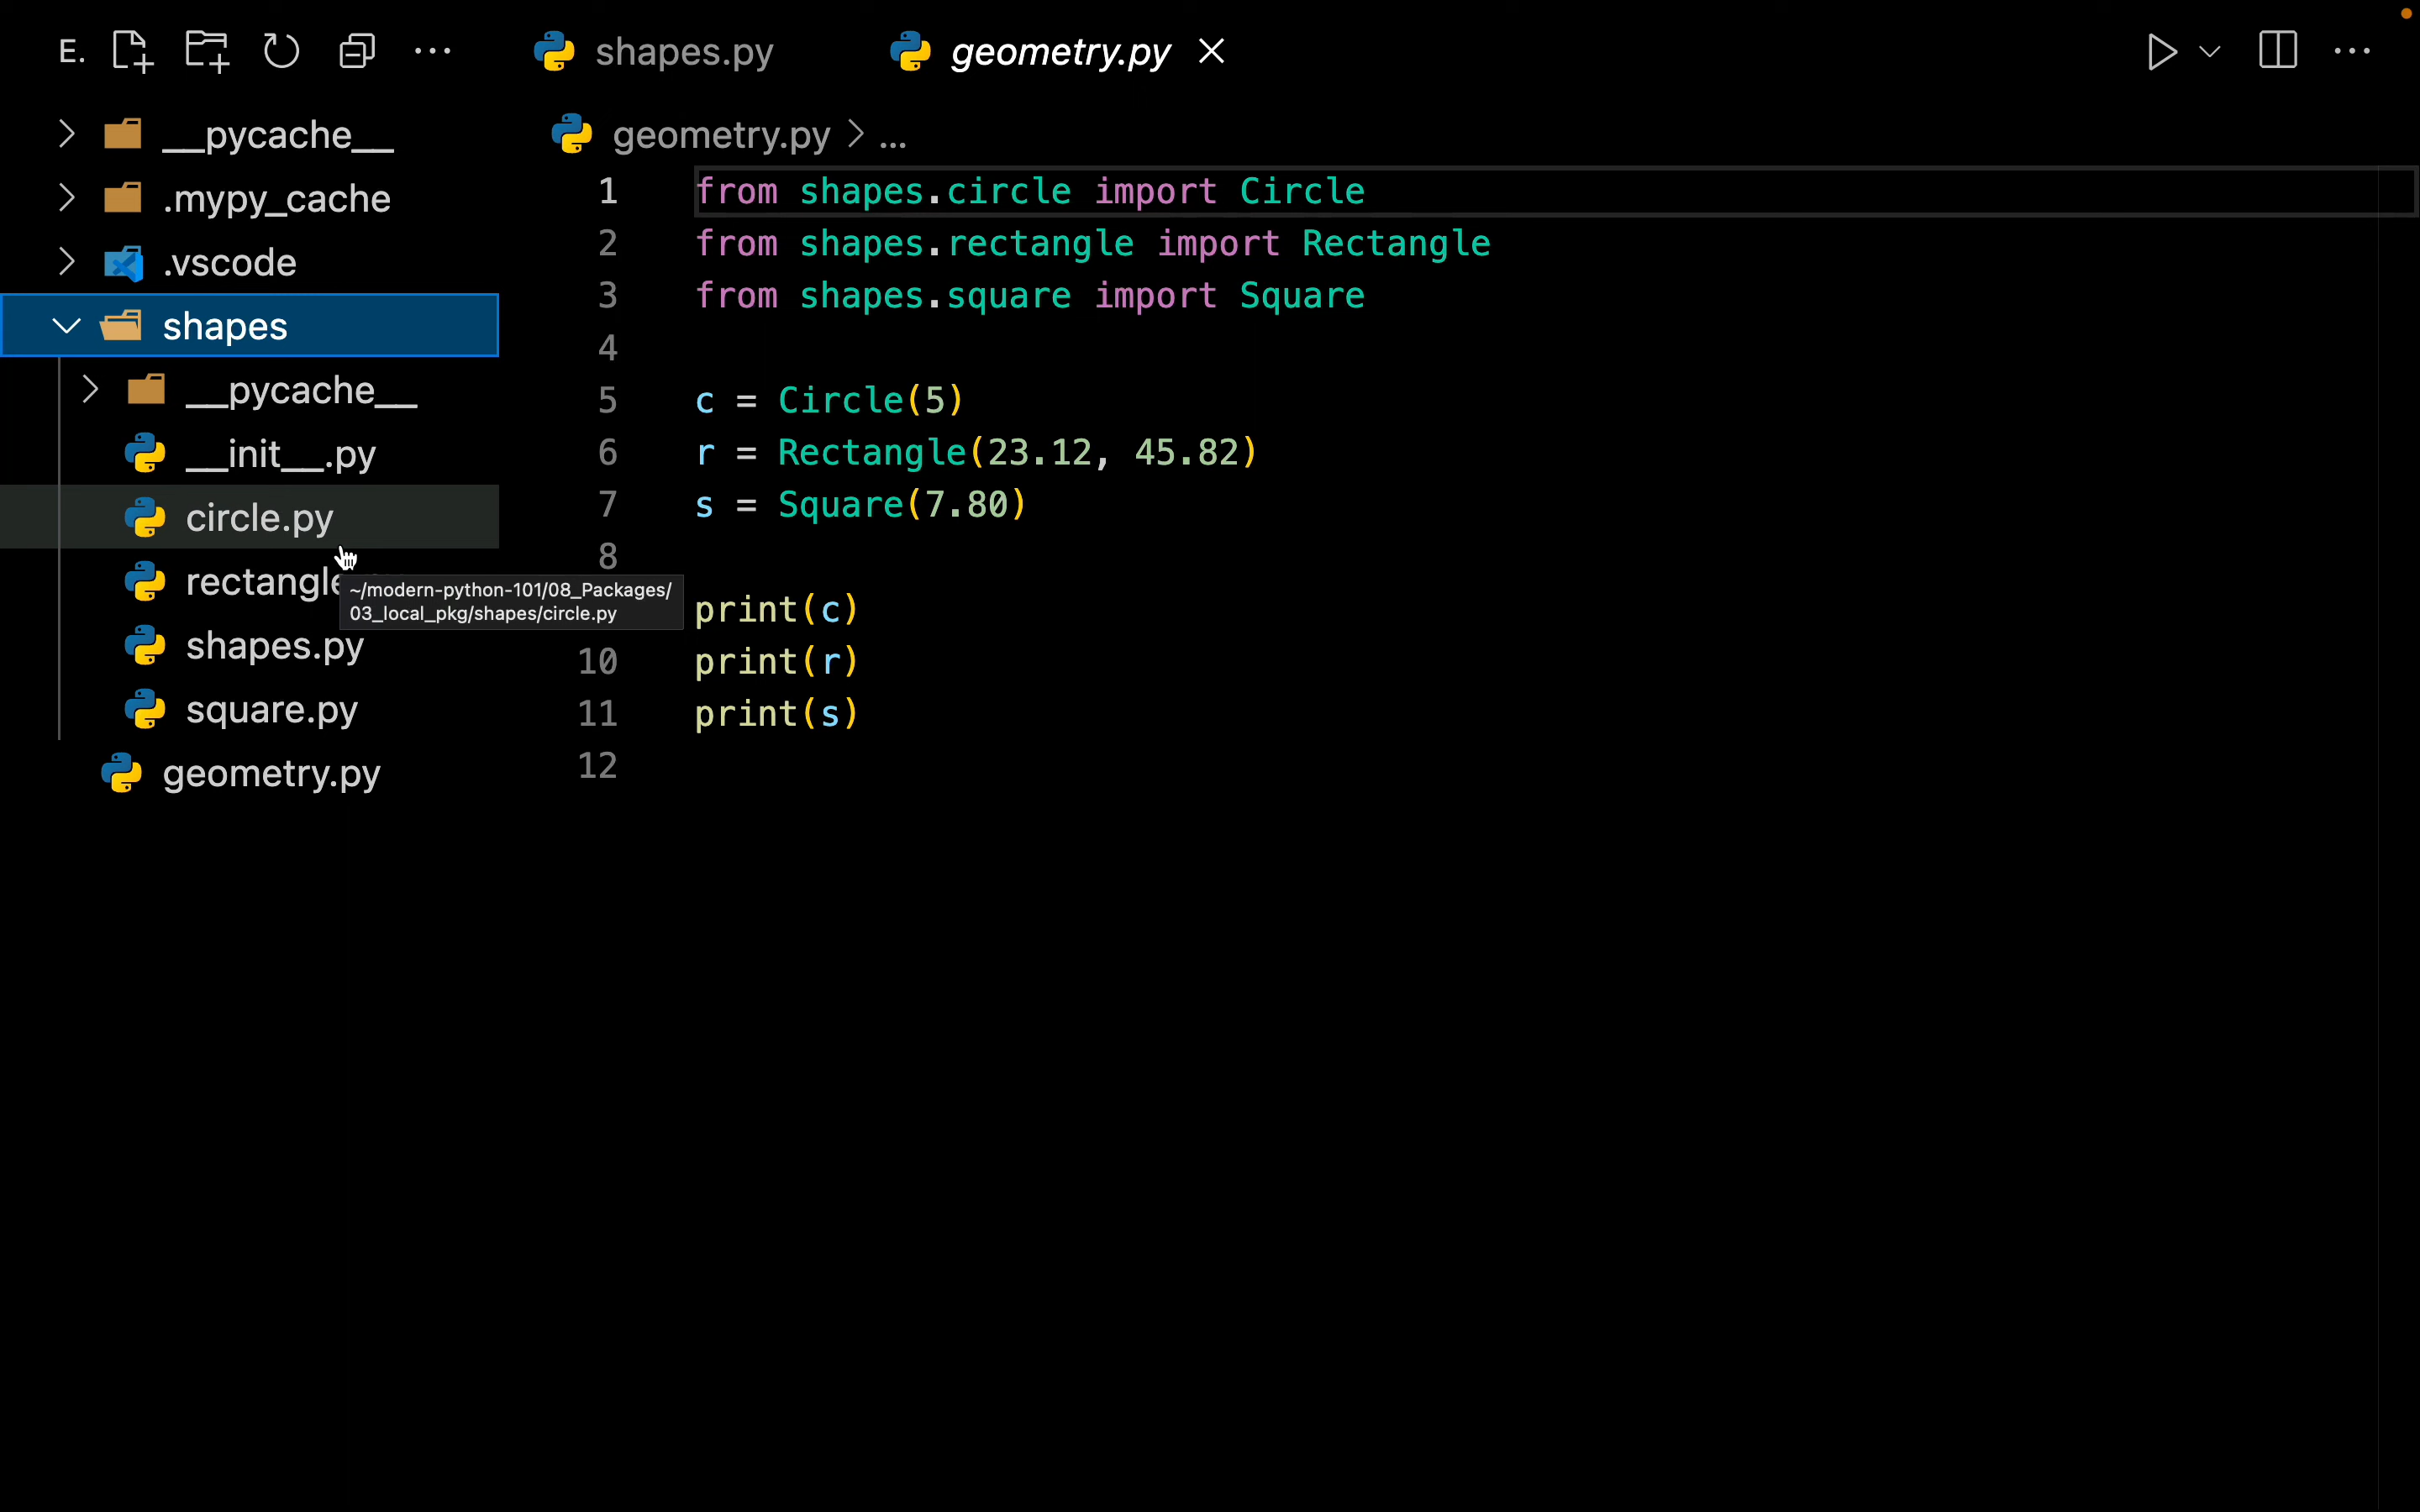 E.
shapes.py
geometry.py
__pycache__
.mypy_cache
.vscode
shapes
__pycache__
__init__.py
circle.py
rectangle
shapes.py
square.py
geometry.py
~/modern-python-101/08_Packages/
03_local_pkg/shapes/circle.py
geometry.py > ...
1 from shapes.circle import Circle
2 from shapes.rectangle import Rectangle
3 from shapes.square import Square
4
5 c = Circle(5)
6 r = Rectangle(23.12, 45.82)
7 s = Square(7.80)
8
print(c)
10 print(r)
11 print(s)
12